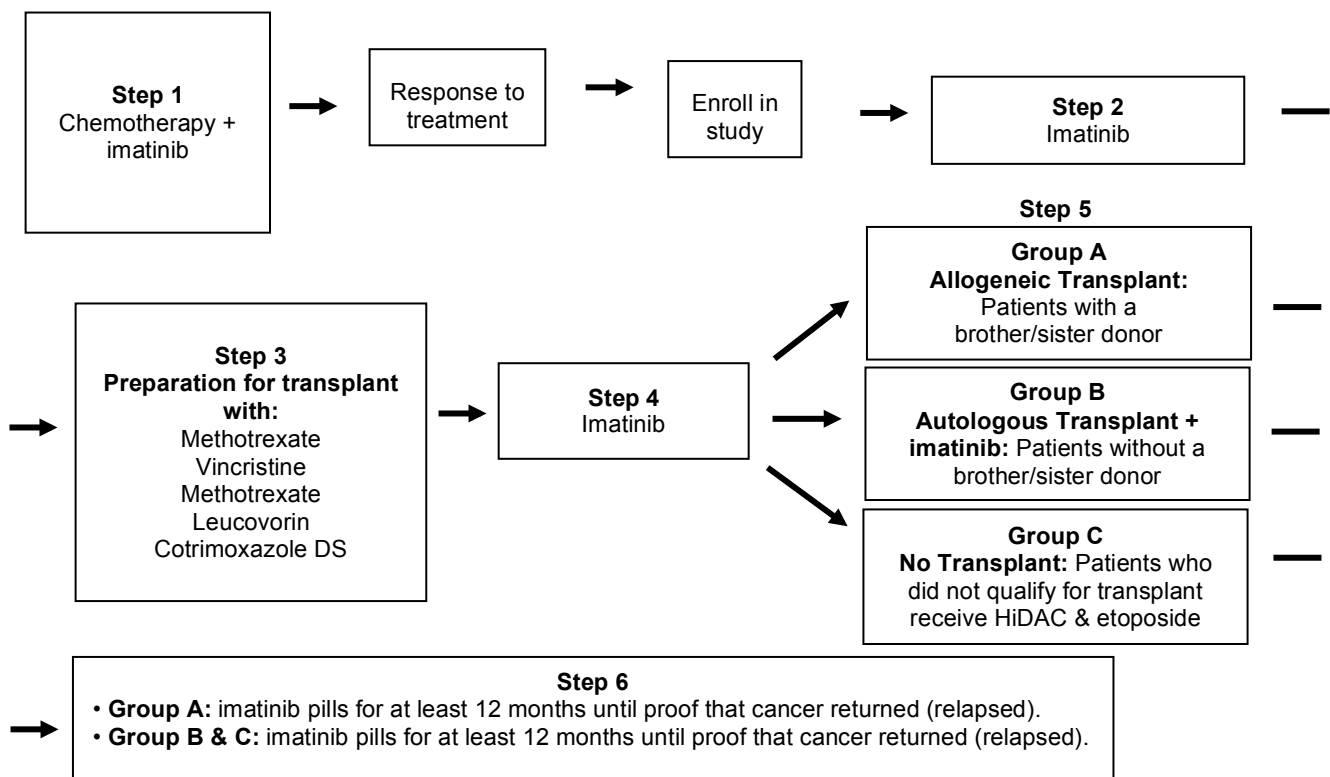 Step 1
Chemotherapy +
imatinib
Response to
treatment
Enroll in
study
Step 2
Imatinib
Step 3
Preparation for transplant
with:
Methotrexate
Vincristine
Methotrexate
Leucovorin
Cotrimoxazole DS
Step 4
Imatinib
Step 5
Group A
Allogeneic Transplant:
Patients with a
brother/sister donor
Group B
Autologous Transplant +
imatinib: Patients without a
brother/sister donor
Group C
No Transplant: Patients who
did not qualify for transplant
receive HiDAC & etoposide
Step 6
• Group A: imatinib pills for at least 12 months until proof that cancer returned (relapsed).
• Group B & C: imatinib pills for at least 12 months until proof that cancer returned (relapsed).